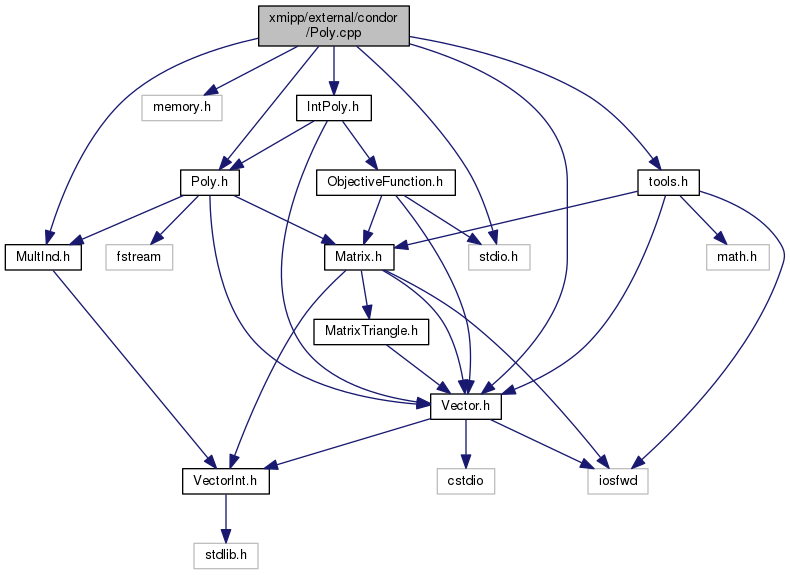 xmipp/external/condor
/Poly.cpp
memory.h
IntPoly.h
Poly.h
ObjectiveFunction.h
tools.h
MultInd.h
fstream
Matrix.h
stdio.h
math.h
MatrixTriangle.h
Vector.h
VectorInt.h
cstdio
iosfwd
stdlib.h